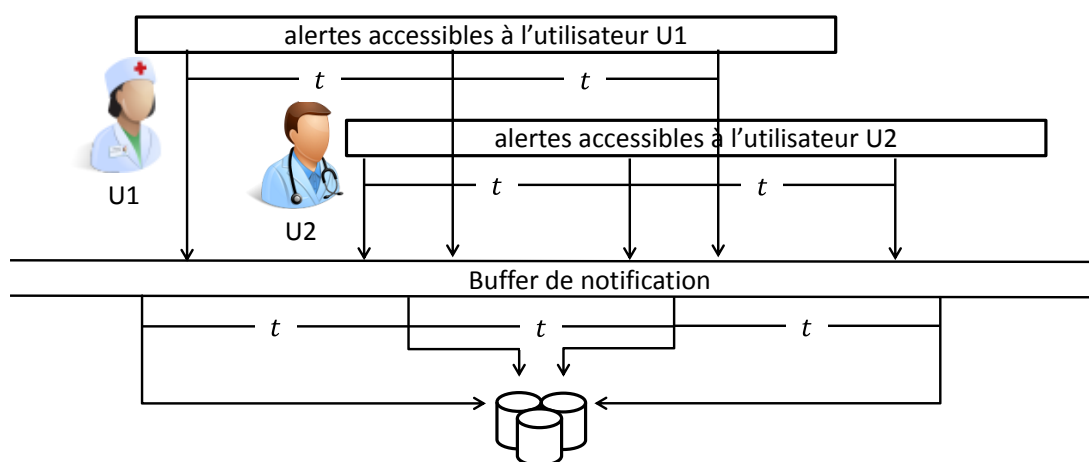 alertes accessibles à l'utilisateur U1
t
t
alertes accessibles à l'utilisateur U2
U1
t
t
U2
Buffer de notification
t
t
t